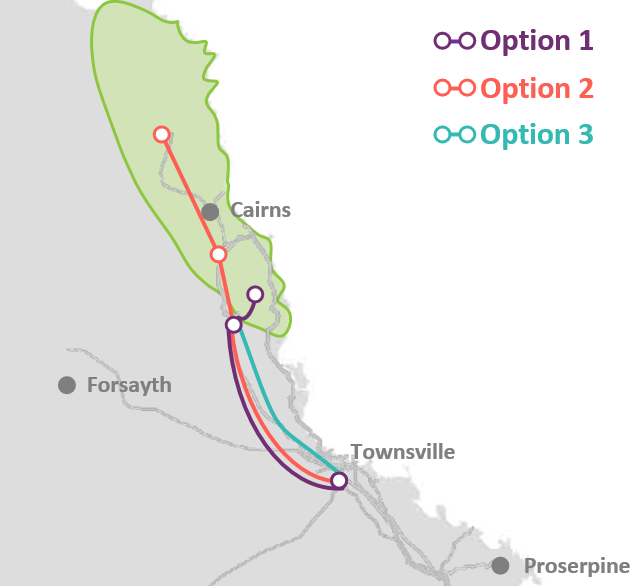 Option 1
Option 2
Option 3
Cairns
Forsayth
Townsville
Proserpine